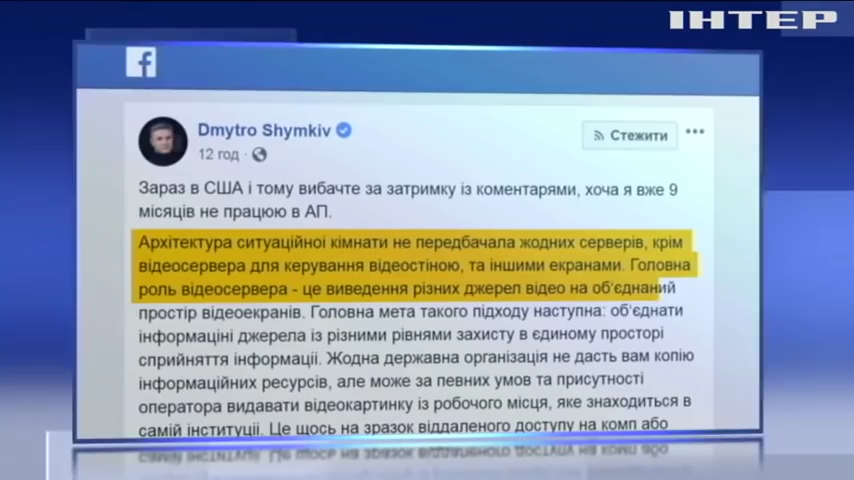 ІНТЕР
f
Dmytro Shymkiv
Стежити
12 год ·
Зараз в США і тому вибачте за затримку із коментарями, хоча я вже 9
місяців не працюю в АП.
Архітектура ситуаційної кімнати не передбачала жодних серверів, крім
відеосервера для керування відеостіною, та іншими екранами. Головна
роль відеосервера - це виведення різних джерел відео на об'єднаний
простір відеоекранів. Головна мета такого підходу наступна: об'єднати
інформаціні джерела із різними рівнями захисту в єдиному просторі
сприйняття інформації. Жодна державна організація не дасть вам копію
інформаційних ресурсів, але може за певних умов та присутності
оператора видавати відеокартинку із робочого місця, яке знаходиться в
самій інституції. Це щось на зразок віддаленого доступу на комп або